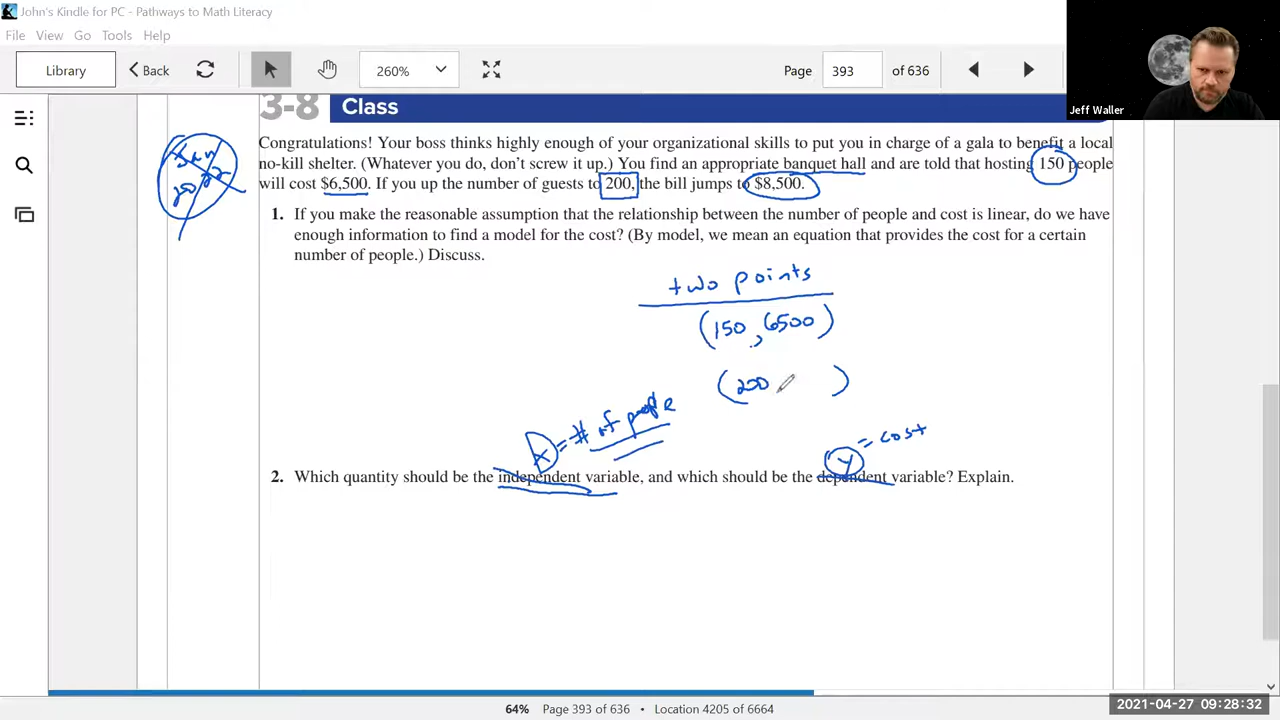 John's Kindle for PC - Pathways to Math Literacy
File View Go Tools Help
Library Back 260% Page 393 of 636
Jeff Waller
3-8 Class
Congratulations! Your boss thinks highly enough of your organizational skills to put you in charge of a gala to benefit a local
no-kill shelter. (Whatever you do, don't screw it up.) You find an appropriate banquet hall and are told that hosting 150 people
will cost $6,500. If you up the number of guests to 200, the bill jumps to $8,500.
Jan
2022
1. If you make the reasonable assumption that the relationship between the number of people and cost is linear, do we have
enough information to find a model for the cost? (By model, we mean an equation that provides the cost for a certain
number of people.) Discuss.
two points
(150, 6500)
(200 )
x = # of people
y = cost
2. Which quantity should be the independent variable, and which should be the dependent variable? Explain.
64% Page 393 of 636 • Location 4205 of 6664
2021-04-27 09:28:32